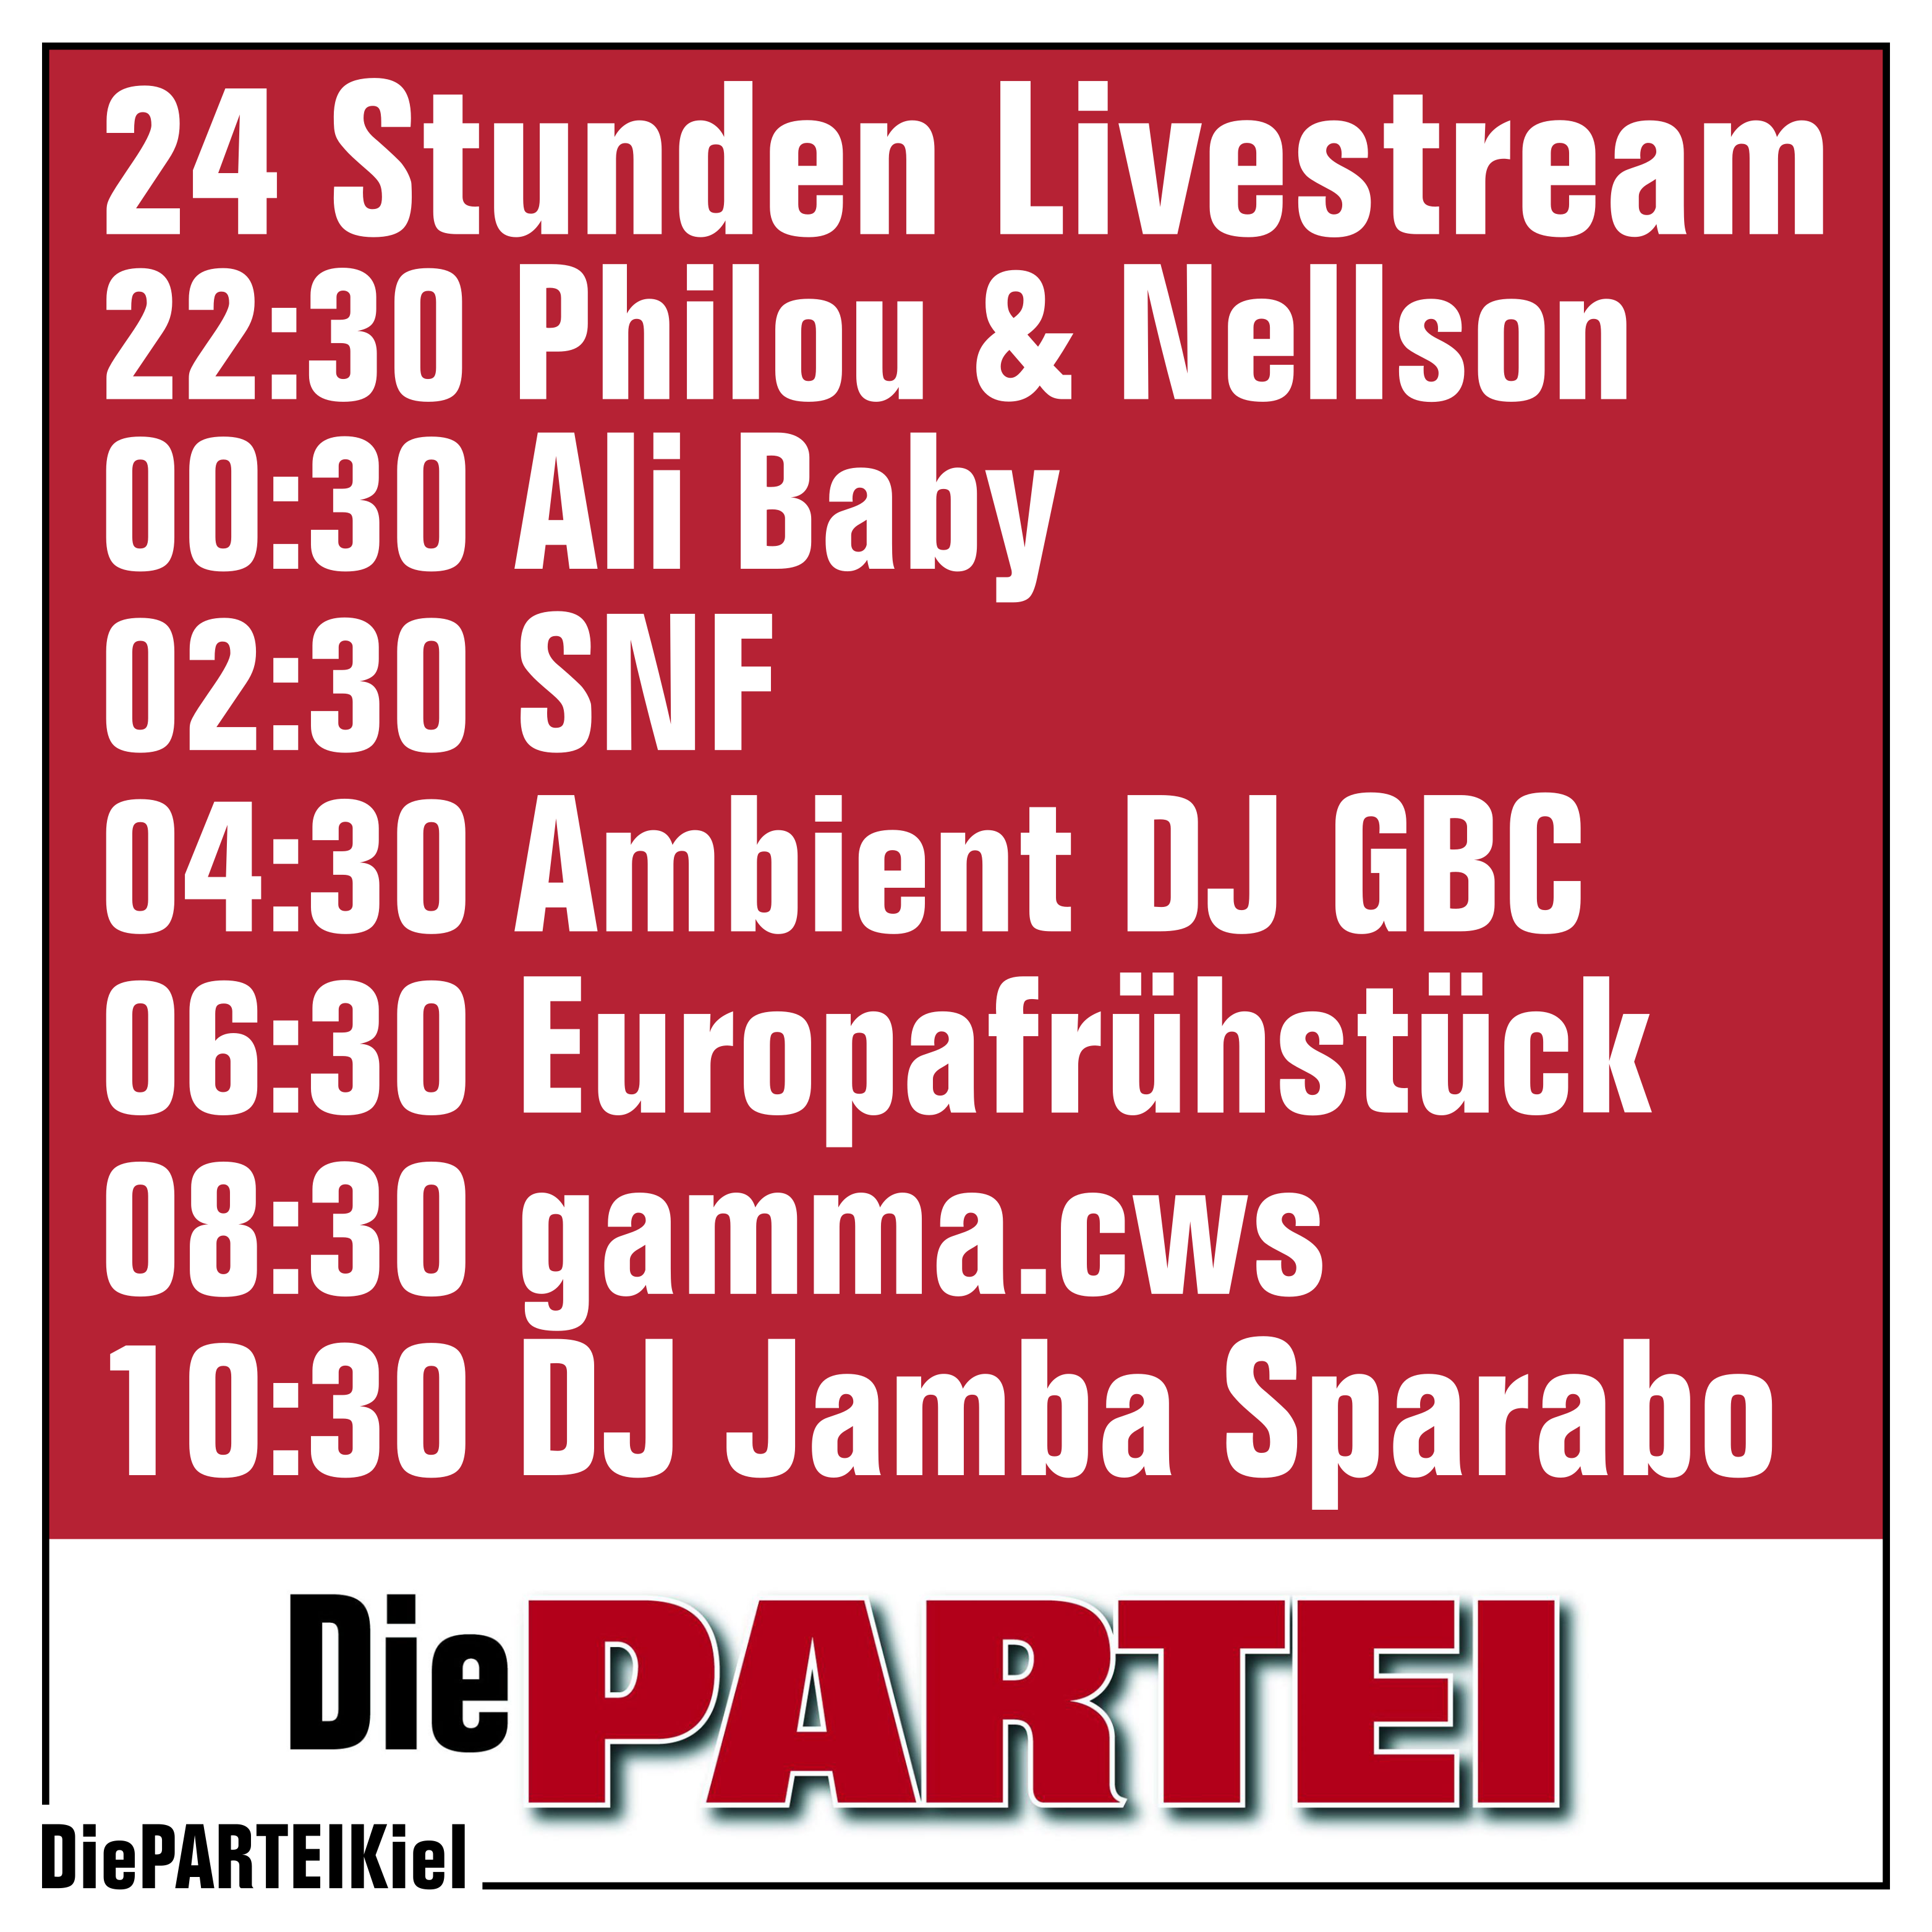 24 Stunden Livestream
22:30 Philou & Nellson
00:30 Ali Baby
02:30 SNF
04:30 Ambient DJ GBC
06:30 Europafrühstück
08:30 gamma.cws
10:30 DJ Jamba Sparabo
Die PARTEI
DiePARTEIKiel